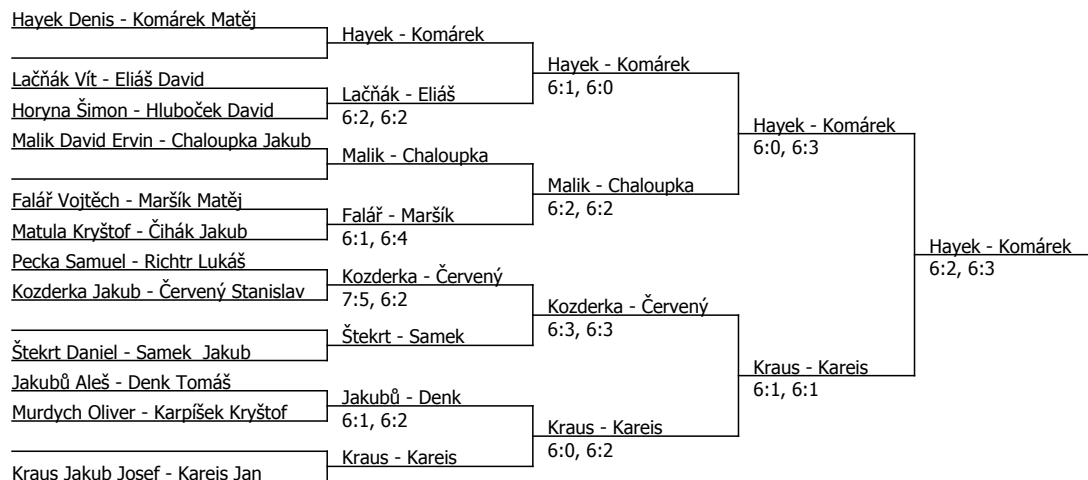 Hayek Denis - Komárek Matěj
Lačňák Vít - Eliáš David
Horyna Šimon - Hluboček David
Malik David Ervin - Chaloupka Jakub
Falář Vojtěch - Maršík Matěj
Matula Kryštof - Čihák Jakub
Pecka Samuel - Richtr Lukáš
Kozderka Jakub - Červený Stanislav
Štekrt Daniel - Samek  Jakub
Jakubů Aleš - Denk Tomáš
Murdych Oliver - Karpíšek Kryštof
Kraus Jakub Josef - Kareis Jan
Hayek - Komárek
Lačňák - Eliáš
6:2, 6:2
Malik - Chaloupka
Falář - Maršík
6:1, 6:4
Kozderka - Červený
7:5, 6:2
Štekrt - Samek
Jakubů - Denk
6:1, 6:2
Kraus - Kareis
Hayek - Komárek
6:1, 6:0
Malik - Chaloupka
6:2, 6:2
Kozderka - Červený
6:3, 6:3
Kraus - Kareis
6:0, 6:2
Hayek - Komárek
6:0, 6:3
Kraus - Kareis
6:1, 6:1
Hayek - Komárek
6:2, 6:3